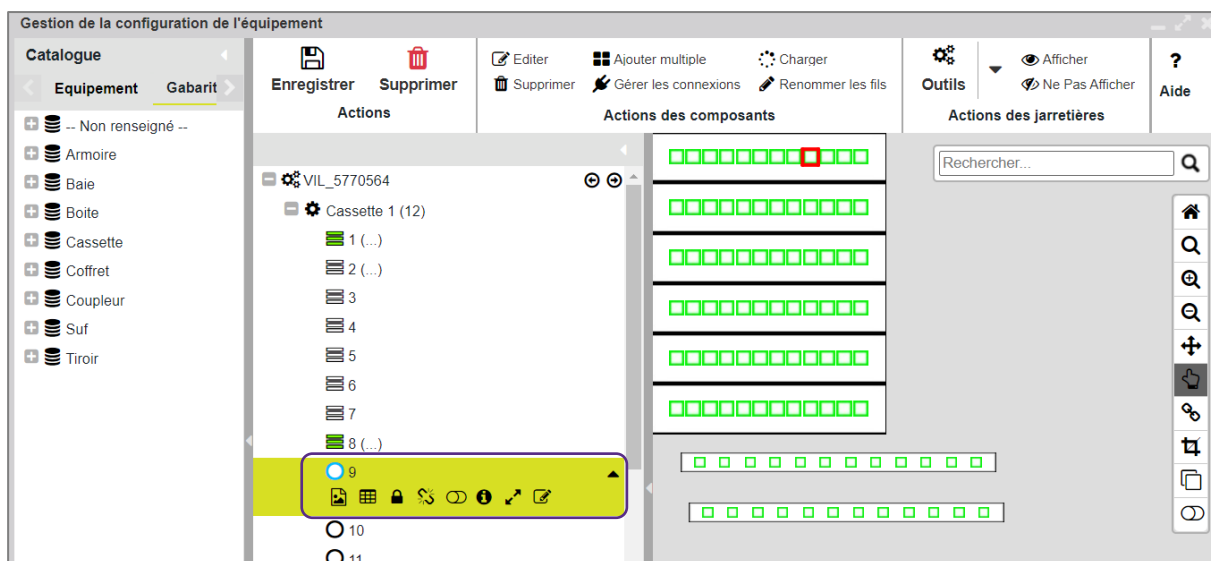 Gestion de la configuration de l'équipement
Catalogue
Equipement Gabarit
-- Non renseigné --
Armoire
Baie
Boite
Cassette
Coffret
Coupleur
Suf
Tiroir
Enregistrer Supprimer
Actions
Editer Ajouter multiple Charger
Supprimer Gérer les connexions Renommer les fils
Actions des composants
Outils
Afficher
Ne Pas Afficher
Actions des jarretières
?
Aide
VIL_5770564
Cassette 1 (12)
1 (...)
2 (...)
3
4
5
6
7
8 (...)
9
10
11
Rechercher...